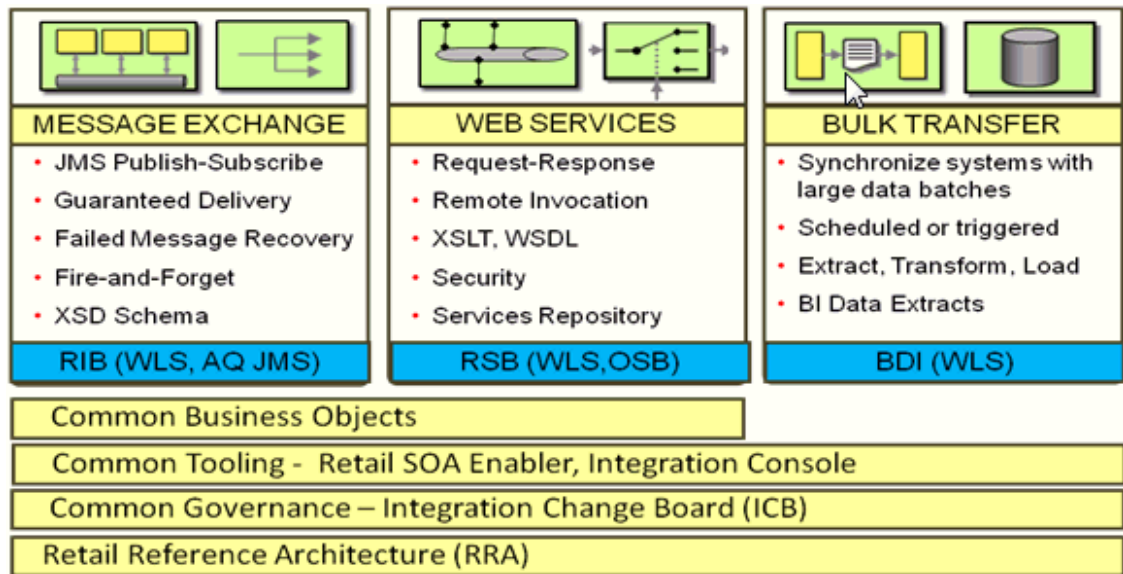 MESSAGE EXCHANGE
• JMS Publish-Subscribe
• Guaranteed Delivery
• Failed Message Recovery
• Fire-and-Forget
• XSD Schema
RIB (WLS, AQ JMS)
WEB SERVICES
• Request-Response
• Remote Invocation
• XSLT, WSDL
• Security
• Services Repository
RSB (WLS,OSB)
BULK TRANSFER
• Synchronize systems with
large data batches
• Scheduled or triggered
• Extract, Transform, Load
• BI Data Extracts
BDI (WLS)
Common Business Objects
Common Tooling - Retail SOA Enabler, Integration Console
Common Governance – Integration Change Board (ICB)
Retail Reference Architecture (RRA)